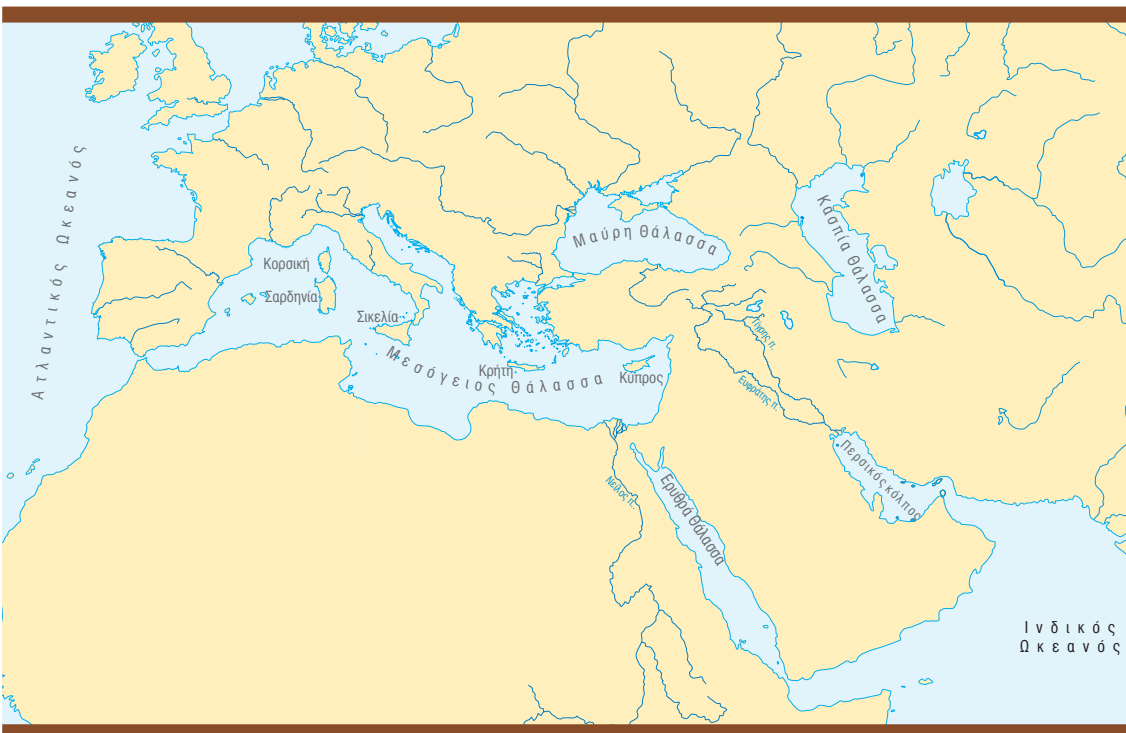 Ατλαντικός Ωκεανός
Κορσική
Σαρδηνία
Σικελία
Μεσόγειος Θάλασσα
Κρήτη
Κύπρος
Μαύρη Θάλασσα
Κασπία Θάλασσα
Τίγρης π.
Ευφράτης π.
Νείλος π.
Ερυθρά Θάλασσα
Περσικός κόλπος
Ινδικός
Ωκεανός